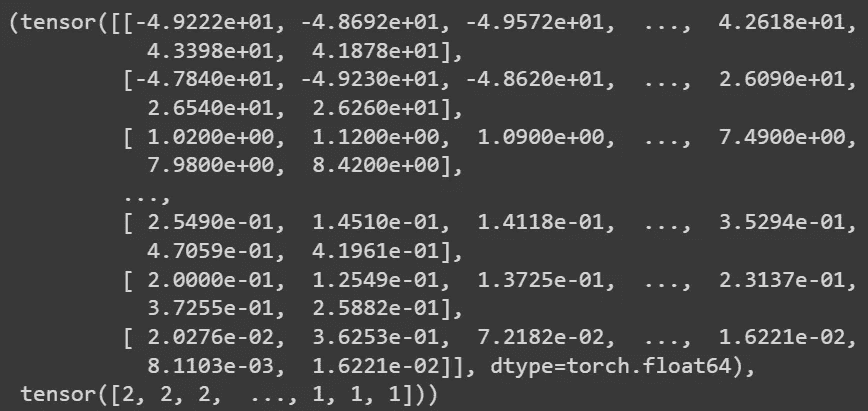 (tensor([[-4.9222e+01, -4.8692e+01, -4.9572e+01,  ...,  4.2618e+01,
4.3398e+01,  4.1878e+01],
[-4.7840e+01, -4.9230e+01, -4.8620e+01,  ...,  2.6090e+01,
2.6540e+01,  2.6260e+01],
[ 1.0200e+00,  1.1200e+00,  1.0900e+00,  ...,  7.4900e+00,
7.9800e+00,  8.4200e+00],
...,
[ 2.5490e-01,  1.4510e-01,  1.4118e-01,  ...,  3.5294e-01,
4.7059e-01,  4.1961e-01],
[ 2.0000e-01,  1.2549e-01,  1.3725e-01,  ...,  2.3137e-01,
3.7255e-01,  2.5882e-01],
[ 2.0276e-02,  3.6253e-01,  7.2182e-02,  ...,  1.6221e-02,
8.1103e-03,  1.6221e-02]], dtype=torch.float64),
tensor([2, 2, 2,  ..., 1, 1, 1]))